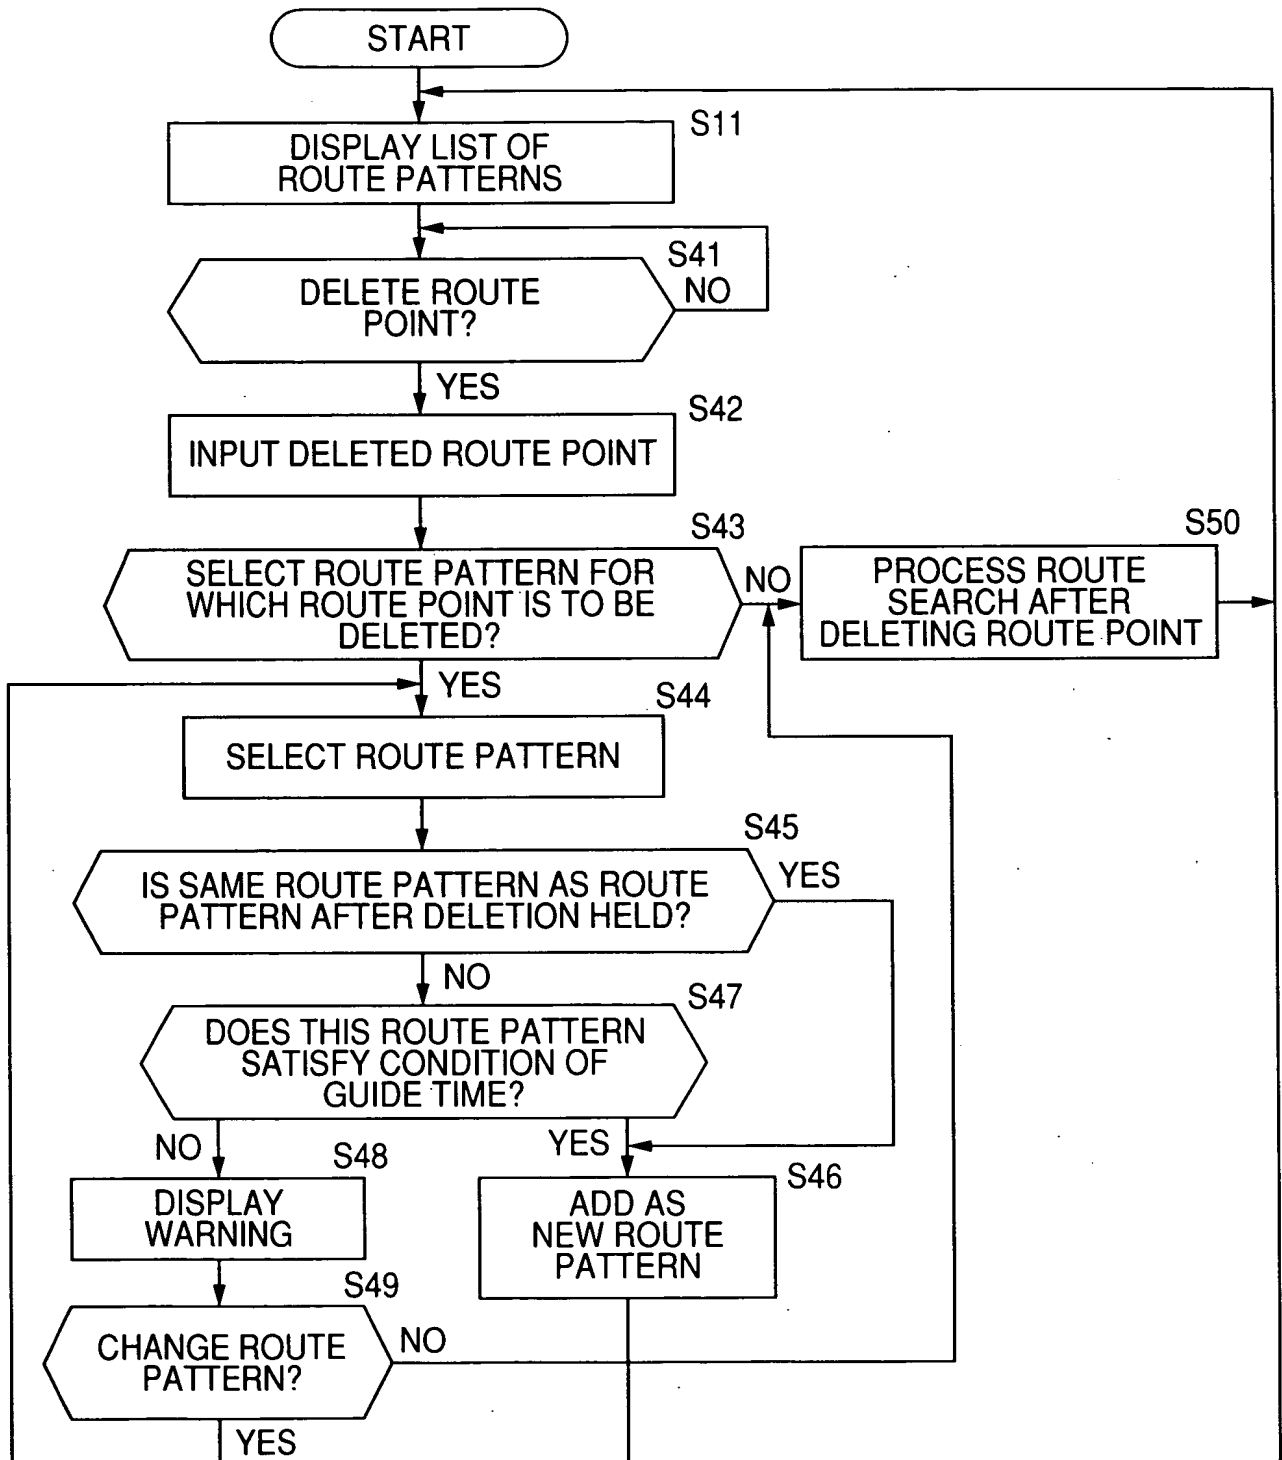 START
S11
DISPLAY LIST OF
ROUTE PATTERNS
S41
DELETE ROUTE
POINT?
NO
YES
S42
INPUT DELETED ROUTE POINT
S43
SELECT ROUTE PATTERN FOR
WHICH ROUTE POINT IS TO BE
DELETED?
NO
S50
PROCESS ROUTE
SEARCH AFTER
DELETING ROUTE POINT
YES
S44
SELECT ROUTE PATTERN
S45
IS SAME ROUTE PATTERN AS ROUTE
PATTERN AFTER DELETION HELD?
YES
NO
S47
DOES THIS ROUTE PATTERN
SATISFY CONDITION OF
GUIDE TIME?
NO
YES
S48
DISPLAY
WARNING
S46
ADD AS
NEW ROUTE
PATTERN
S49
CHANGE ROUTE
PATTERN?
NO
YES